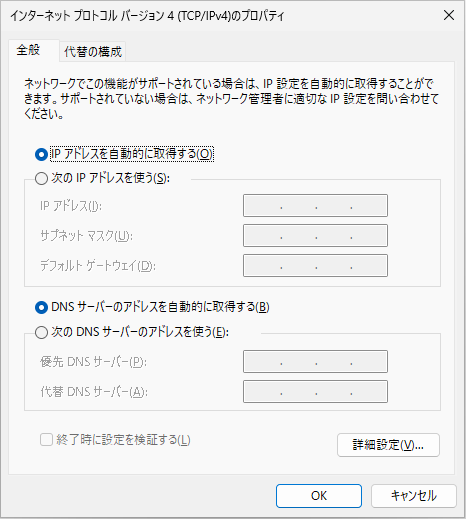 インターネット プロトコル バージョン 4 (TCP/IPv4)のプロパティ
全般
代替の構成
ネットワークでこの機能がサポートされている場合は、IP 設定を自動的に取得することがで
きます。サポートされていない場合は、ネットワーク管理者に適切な IP 設定を問い合わせて
ください。
IP アドレスを自動的に取得する(O)
次の IP アドレスを使う(S):
IP アドレス(I):
サブネット マスク(U):
デフォルト ゲートウェイ(D):
DNS サーバーのアドレスを自動的に取得する(B)
次の DNS サーバーのアドレスを使う(E):
優先 DNS サーバー(P):
代替 DNS サーバー(A):
終了時に設定を検証する(L)
詳細設定(V)...
OK
キャンセル